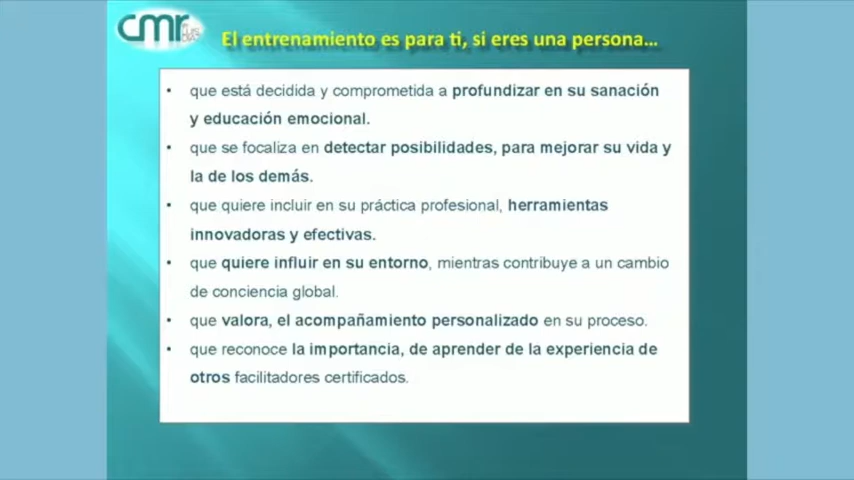 cmr
El entrenamiento es para ti, si eres una persona...
• que está decidida y comprometida a profundizar en su sanación
y educación emocional.
• que se focaliza en detectar posibilidades, para mejorar su vida y
la de los demás.
• que quiere incluir en su práctica profesional, herramientas
innovadoras y efectivas.
• que quiere influir en su entorno, mientras contribuye a un cambio
de conciencia global.
• que valora, el acompañamiento personalizado en su proceso.
• que reconoce la importancia, de aprender de la experiencia de
otros facilitadores certificados.